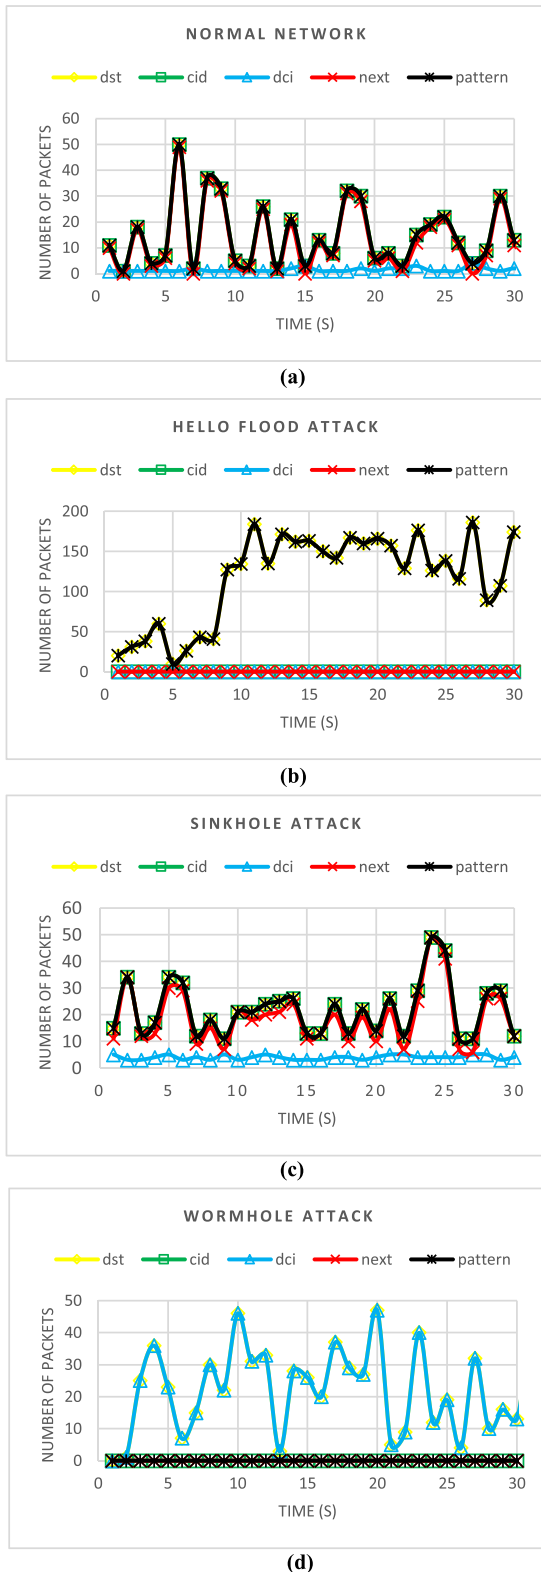 NORMAL NETWORK
dst cid dci next pattern
60
50
40
30
20
10
0
NUMBER OF PACKETS
0 5 10 15 20 25 30
TIME (S)
(a)
HELLO FLOOD ATTACK
dst cid dci next pattern
200
150
100
50
0
NUMBER OF PACKETS
0 5 10 15 20 25 30
TIME (S)
(b)
SINKHOLE ATTACK
dst cid dci next pattern
60
50
40
30
20
10
0
NUMBER OF PACKETS
0 5 10 15 20 25 30
TIME (S)
(c)
WORMHOLE ATTACK
dst cid dci next pattern
50
40
30
20
10
0
NUMBER OF PACKETS
0 5 10 15 20 25 30
TIME (S)
(d)